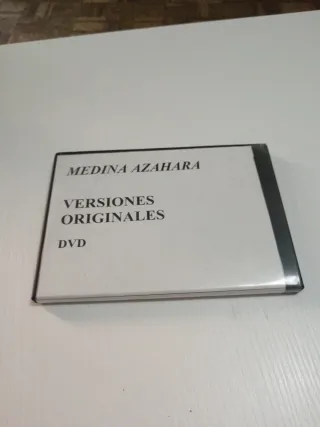 MEDINA AZAHARA
VERSIONES
ORIGINALES
DVD